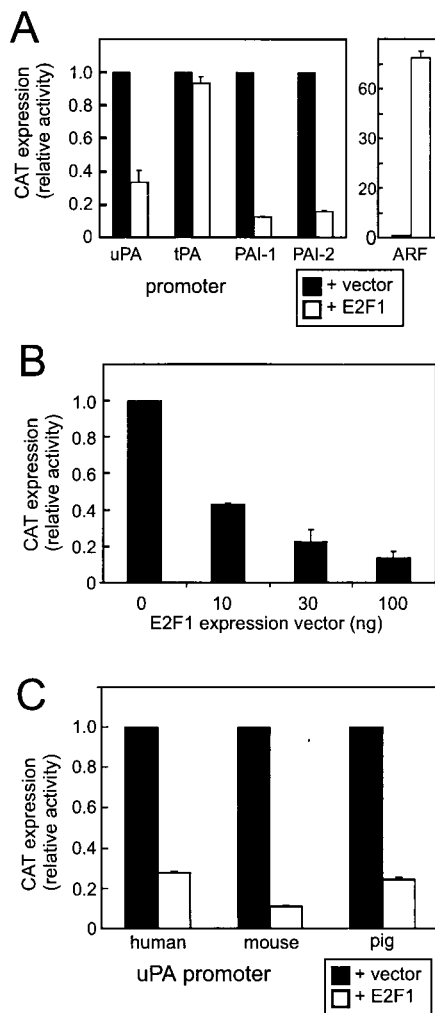 A
CAT expression
(relative activity)
1.0
0.8
0.6
0.4
0.2
0
uPA tPA PAI-1 PAI-2
promoter
60
30
20
0
ARF
+ vector
+ E2F1
B
CAT expression
(relative activity)
1.0
0.8
0.6
0.4
0.2
0
0 10 30 100
E2F1 expression vector (ng)
C
CAT expression
(relative activity)
1.0
0.8
0.6
0.4
0.2
0
human mouse pig
uPA promoter
+ vector
+ E2F1